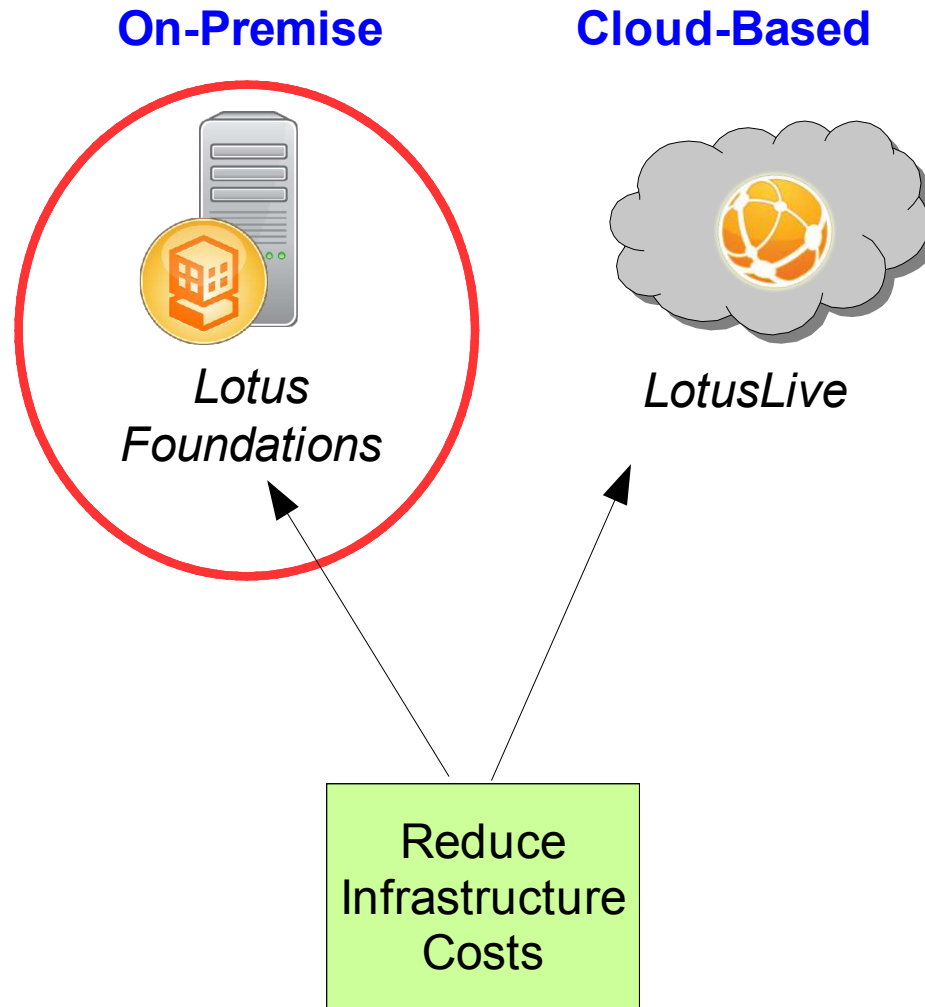 On-Premise
Cloud-Based
Lotus
Foundations
LotusLive
Reduce
Infrastructure
Costs